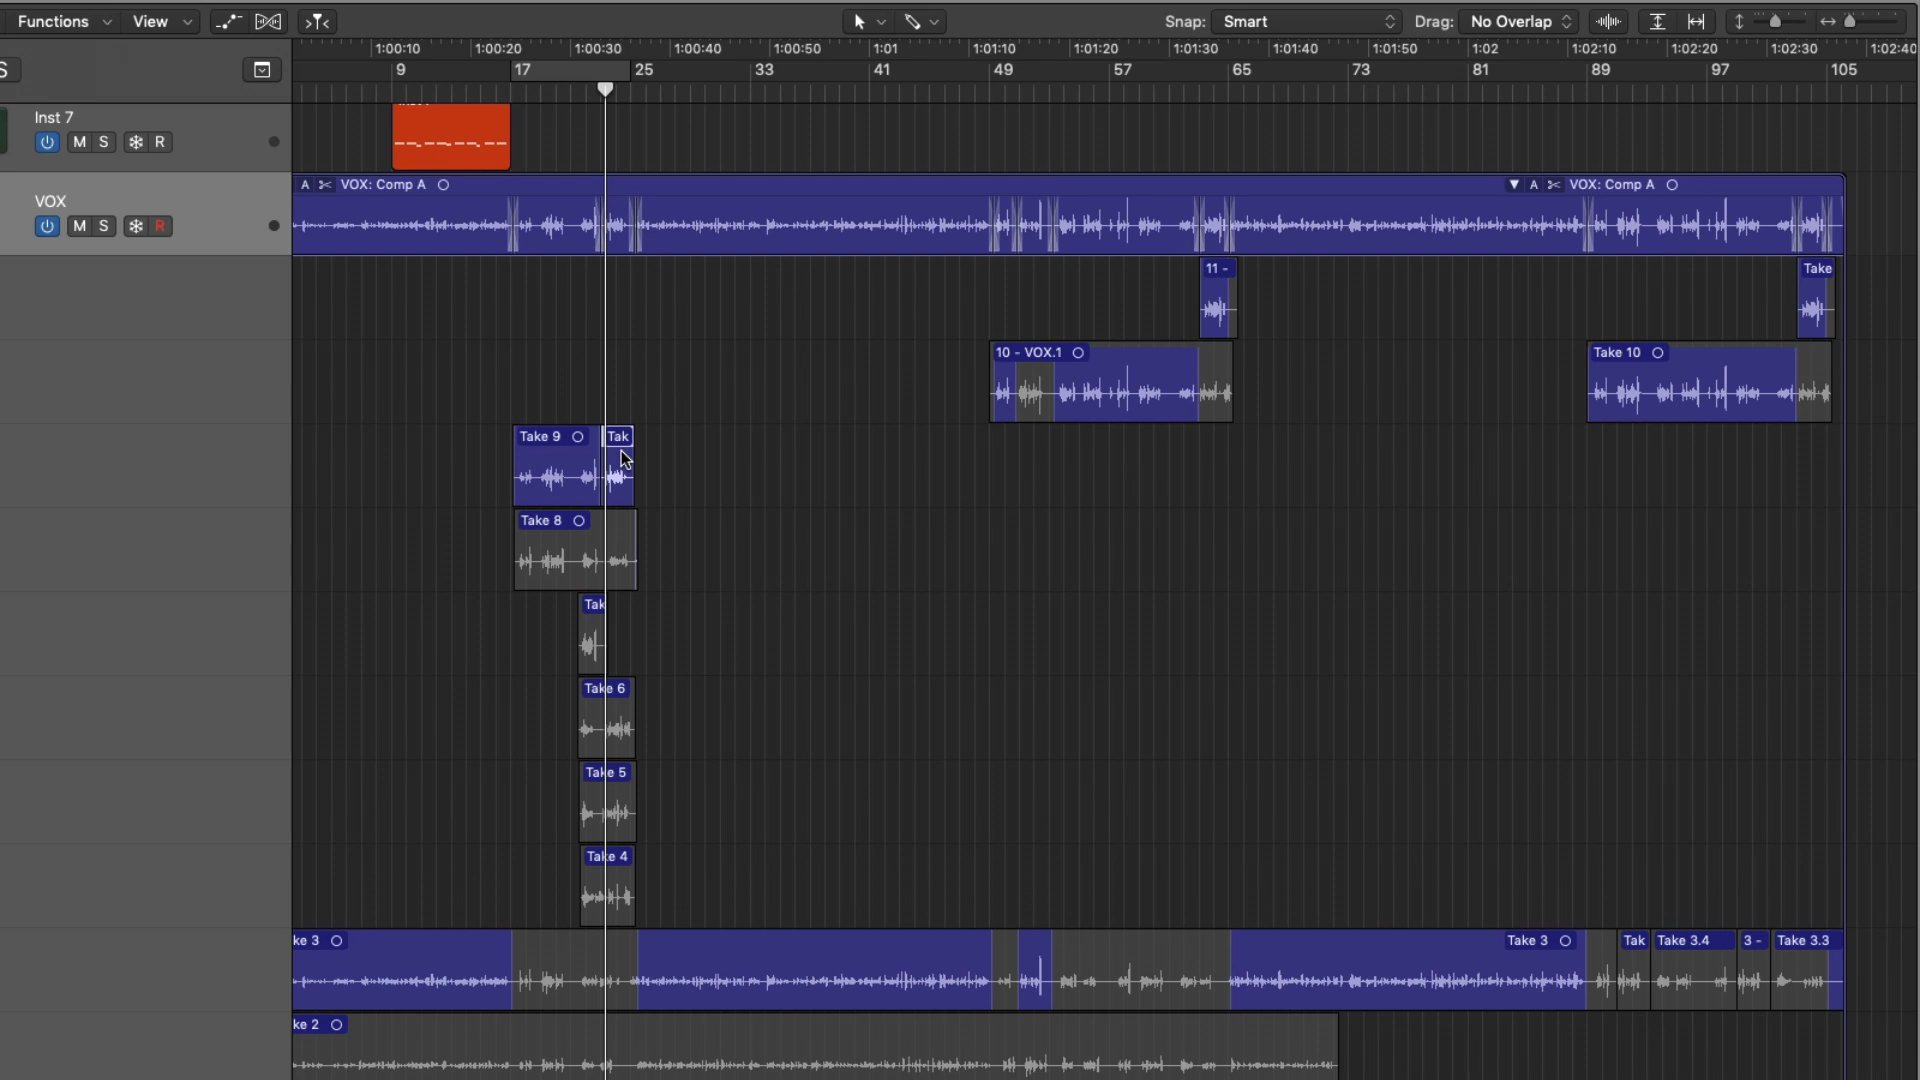 Functions View Snap: Smart Drag: No Overlap
1:00:10 1:00:20 1:00:30 1:00:40 1:00:50 1:01 1:01:10 1:01:20 1:01:30 1:01:40 1:01:50 1:02 1:02:10 1:02:20 1:02:30 1:02:40
S 9 17 25 33 41 49 57 65 73 81 89 97 105
Inst 7
M S R
A VOX: Comp A A VOX: Comp A
VOX
M S R
11 - Take
10 - VOX.1 Take 10
Take 9 Tak
Take 8
Tak
Take 6
Take 5
Take 4
ke 3 Take 3 Tak Take 3.4 3 - Take 3.3
ke 2